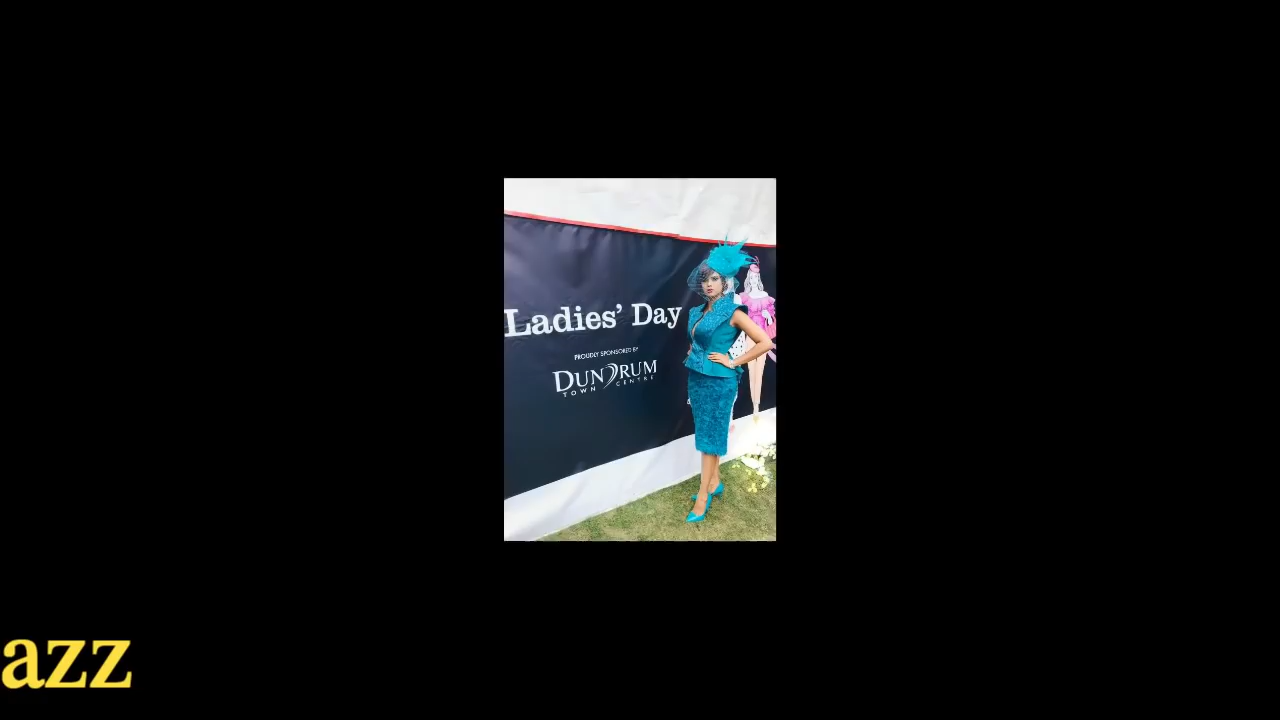 Ladies' Day
PROUDLY SPONSORED BY
DUNDRUM
TOWN CENTRE
azz